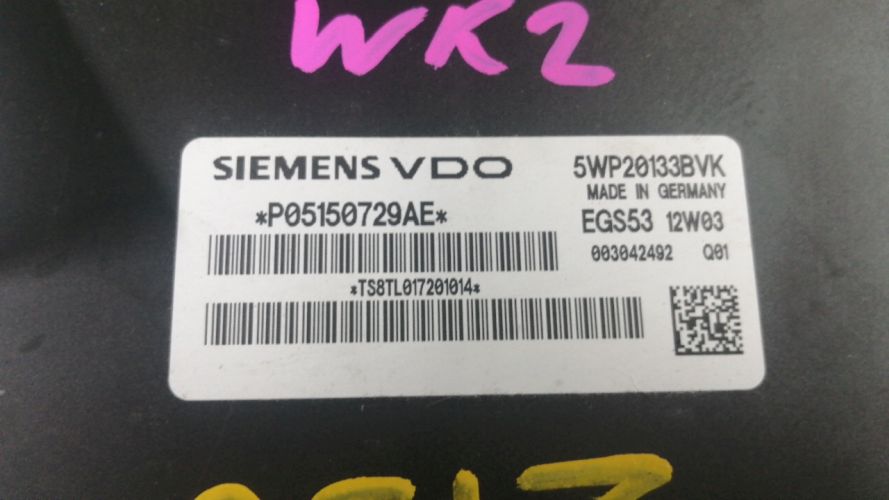 WK2
SIEMENS VDO
5WP20133BVK
MADE IN GERMANY
*P05150729AE*
EGS53 12W03
003042492 Q01
*TS8TL017201014*